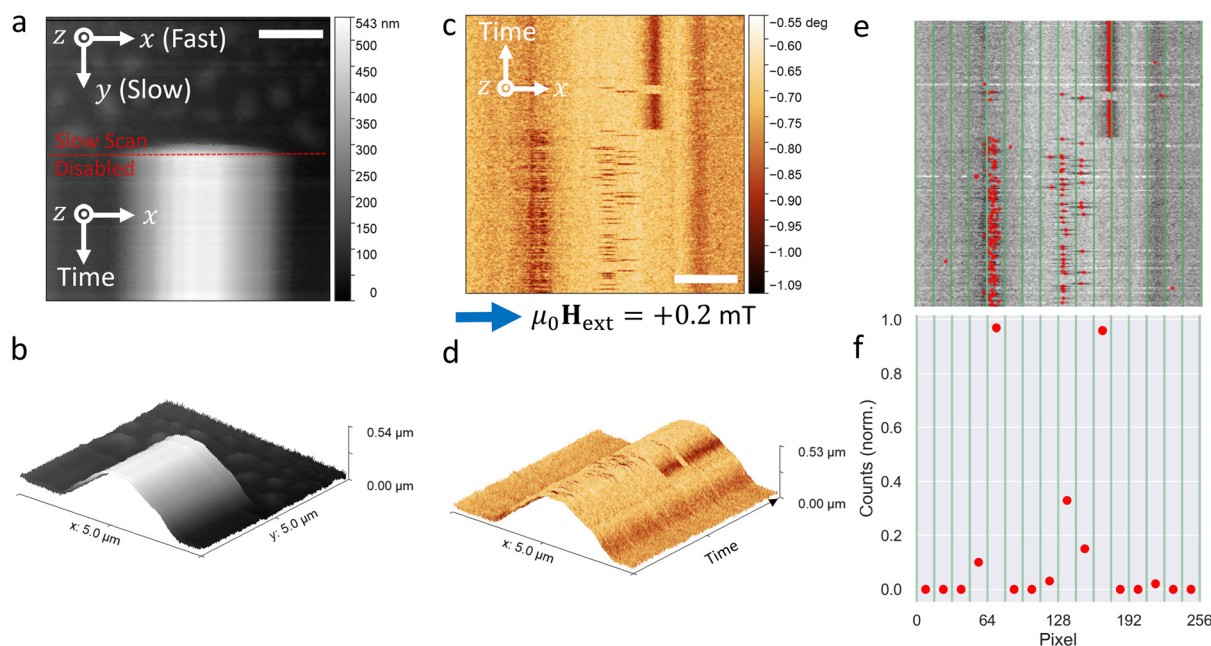 a
z
x (Fast)
y (Slow)
Slow Scan
Disabled
z
x
Time
543 nm
500
450
400
350
300
250
200
150
100
0
b
0.54 µm
0.00 µm
x: 5.0 µm
y: 5.0 µm
c
Time
z
x
−0.55 deg
−0.60
−0.65
−0.70
−0.75
−0.80
−0.85
−0.90
−0.95
−1.00
−1.09
μ₀H_ext = +0.2 mT
d
0.53 µm
0.00 µm
x: 5.0 µm
Time
e
f
Counts (norm.)
1.0
0.8
0.6
0.4
0.2
0.0
0 64 128 192 256
Pixel